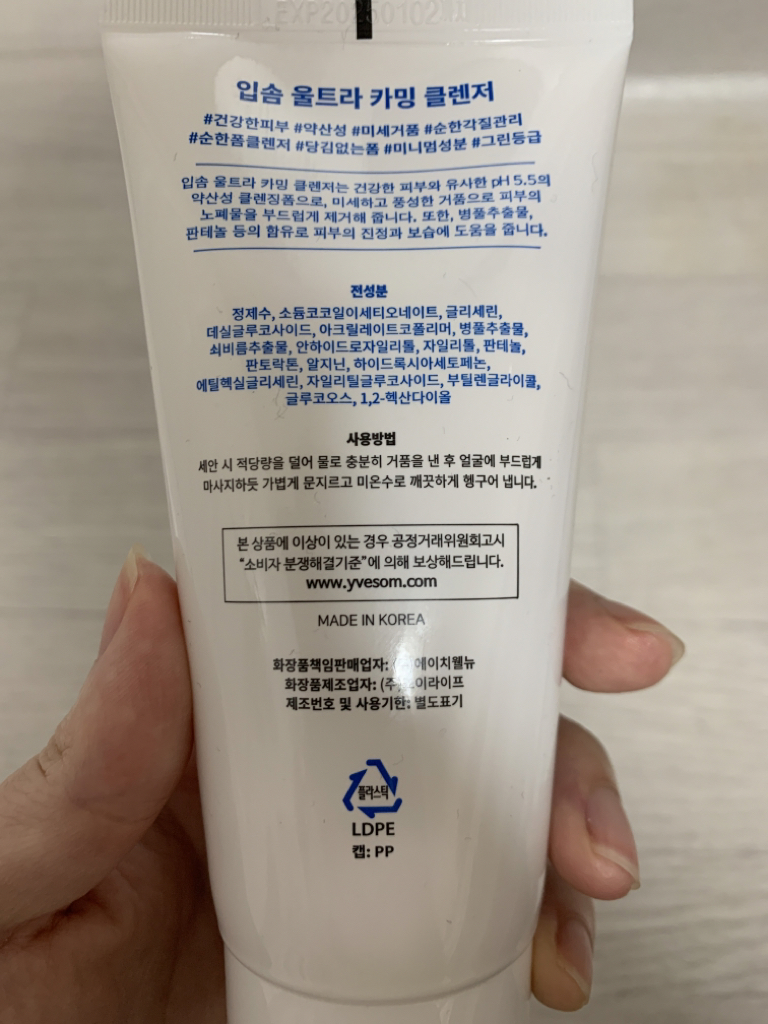 입솜 울트라 카밍 클렌저
#건강한피부 #약산성 #미세거품 #순한각질관리
#순한폼클렌저 #당김없는폼 #미니멈성분 #그린등급
입솜 울트라 카밍 클렌저는 건강한 피부와 유사한 pH 5.5의
약산성 클렌징폼으로, 미세하고 풍성한 거품으로 피부의
노폐물을 부드럽게 제거해 줍니다. 또한, 병풀추출물,
판테놀 등의 함유로 피부의 진정과 보습에 도움을 줍니다.
전성분
정제수, 소듐코코일이세티오네이트, 글리세린,
데실글루코사이드, 아크릴레이트코폴리머, 병풀추출물,
쇠비름추출물, 안하이드로자일리톨, 자일리톨, 판테놀,
판토락톤, 알지닌, 하이드록시아세토페논,
에틸헥실글리세린, 자일리틸글루코사이드, 부틸렌글라이콜,
글루코오스, 1,2-헥산다이올
사용방법
세안 시 적당량을 덜어 물로 충분히 거품을 낸 후 얼굴에 부드럽게
마사지하듯 가볍게 문지르고 미온수로 깨끗하게 헹구어 냅니다.
본 상품에 이상이 있는 경우 공정거래위원회고시
“소비자 분쟁해결기준”에 의해 보상해드립니다.
www.yvesom.com
MADE IN KOREA
화장품책임판매업자: 에이치웰뉴
화장품제조업자: (주)
제조번호 및 사용기한: 별도표기
플라스틱
LDPE
캡: PP